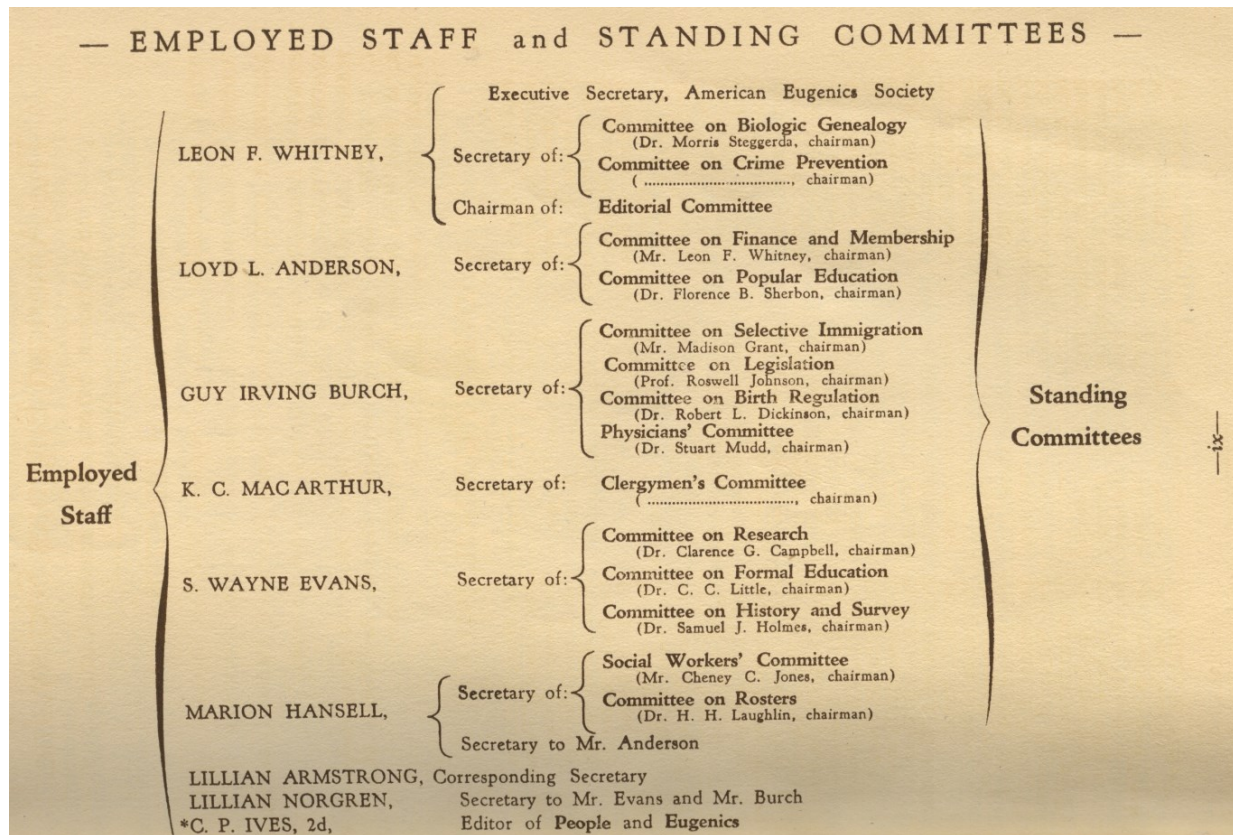 — EMPLOYED STAFF and STANDING COMMITTEES —
Executive Secretary, American Eugenics Society
LEON F. WHITNEY,
Secretary of:
Committee on Biologic Genealogy
(Dr. Morris Steggerda, chairman)
Committee on Crime Prevention
( ..................................., chairman)
Chairman of: Editorial Committee
LOYD L. ANDERSON,
Secretary of:
Committee on Finance and Membership
(Mr. Leon F. Whitney, chairman)
Committee on Popular Education
(Dr. Florence B. Sherbon, chairman)
GUY IRVING BURCH,
Secretary of:
Committee on Selective Immigration
(Mr. Madison Grant, chairman)
Committee on Legislation
(Prof. Roswell Johnson, chairman)
Committee on Birth Regulation
(Dr. Robert L. Dickinson, chairman)
Physicians' Committee
(Dr. Stuart Mudd, chairman)
K. C. MACARTHUR,
Secretary of:
Clergymen's Committee
( ..................................., chairman)
S. WAYNE EVANS,
Secretary of:
Committee on Research
(Dr. Clarence G. Campbell, chairman)
Committee on Formal Education
(Dr. C. C. Little, chairman)
Committee on History and Survey
(Dr. Samuel J. Holmes, chairman)
MARION HANSELL,
Secretary of:
Social Workers' Committee
(Mr. Cheney C. Jones, chairman)
Committee on Rosters
(Dr. H. H. Laughlin, chairman)
Secretary to Mr. Anderson
LILLIAN ARMSTRONG, Corresponding Secretary
LILLIAN NORGREN, Secretary to Mr. Evans and Mr. Burch
*C. P. IVES, 2d, Editor of People and Eugenics
Employed
Staff
Standing
Committees
—ix—